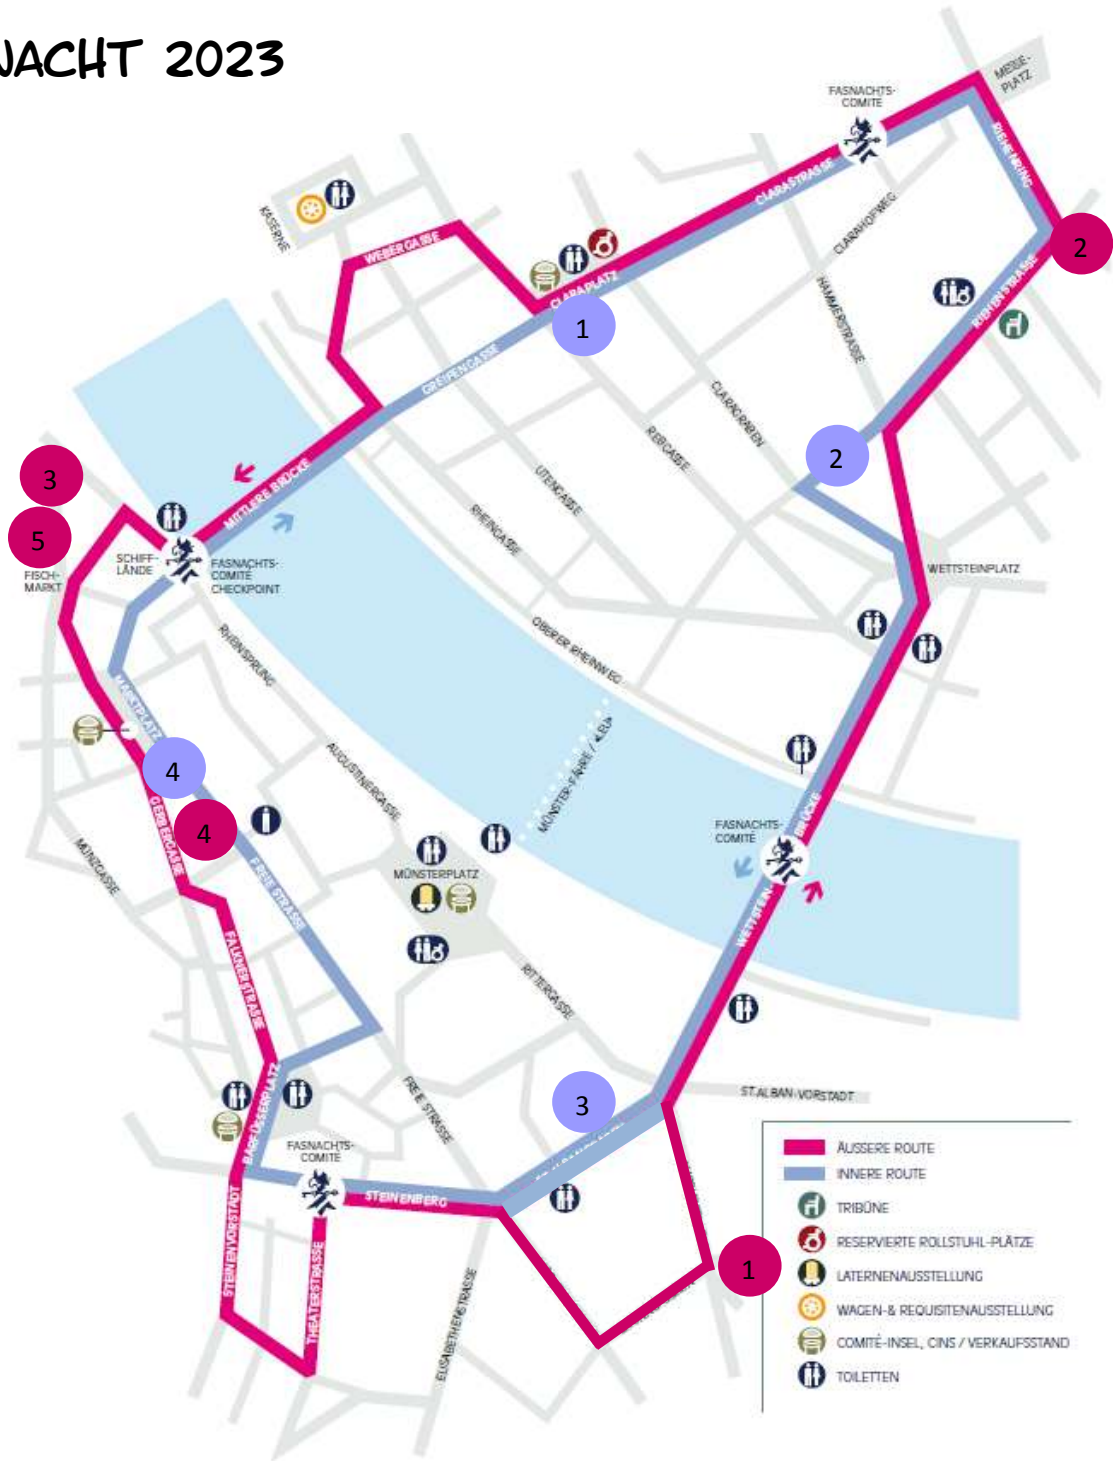 NACHT 2023
MESSE-
PLATZ
FASNACHTS-
COMITÉ
RIEHENRING
CLARASTRASSE
KASERNE
WEBERGASSE
CLARAHOFWEG
2
CLARAPLATZ
RIEHENSTRASSE
HAMMERSTRASSE
1
GREIFENGASSE
CLARAGRABEN
REBGASSE
2
UTENGASSE
3
MITTLERE BRÜCKE
RHEINGASSE
5
SCHIFF-
LÄNDE
FASNACHTS-
COMITÉ
CHECKPOINT
FISCH-
MARKT
WETTSTEINPLATZ
OBERER RHEINWEG
RHEINSPRUNG
MARKTPLATZ
MÜNSTER-FÄHRE / «LEU»
AUGUSTINERGASSE
4
GERBERGASSE
4
FASNACHTS-
COMITÉ
WETTSTEIN-
BRÜCKE
MÜNZGASSE
MÜNSTERPLATZ
FREIE STRASSE
FALKNERSTRASSE
RITTERGASSE
BARFÜSSERPLATZ
FREIE STRASSE
3
ST.ALBAN-VORSTADT
FASNACHTS-
COMITÉ
STEINENBERG
STEINENVORSTADT
THEATERSTRASSE
ELISABETHENSTRASSE
1
ÄUSSERE ROUTE
INNERE ROUTE
TRIBÜNE
RESERVIERTE ROLLSTUHL-PLÄTZE
LATERNENAUSSTELLUNG
WAGEN-& REQUISITENAUSSTELLUNG
COMITÉ-INSEL, CINS / VERKAUFSSTAND
TOILETTEN